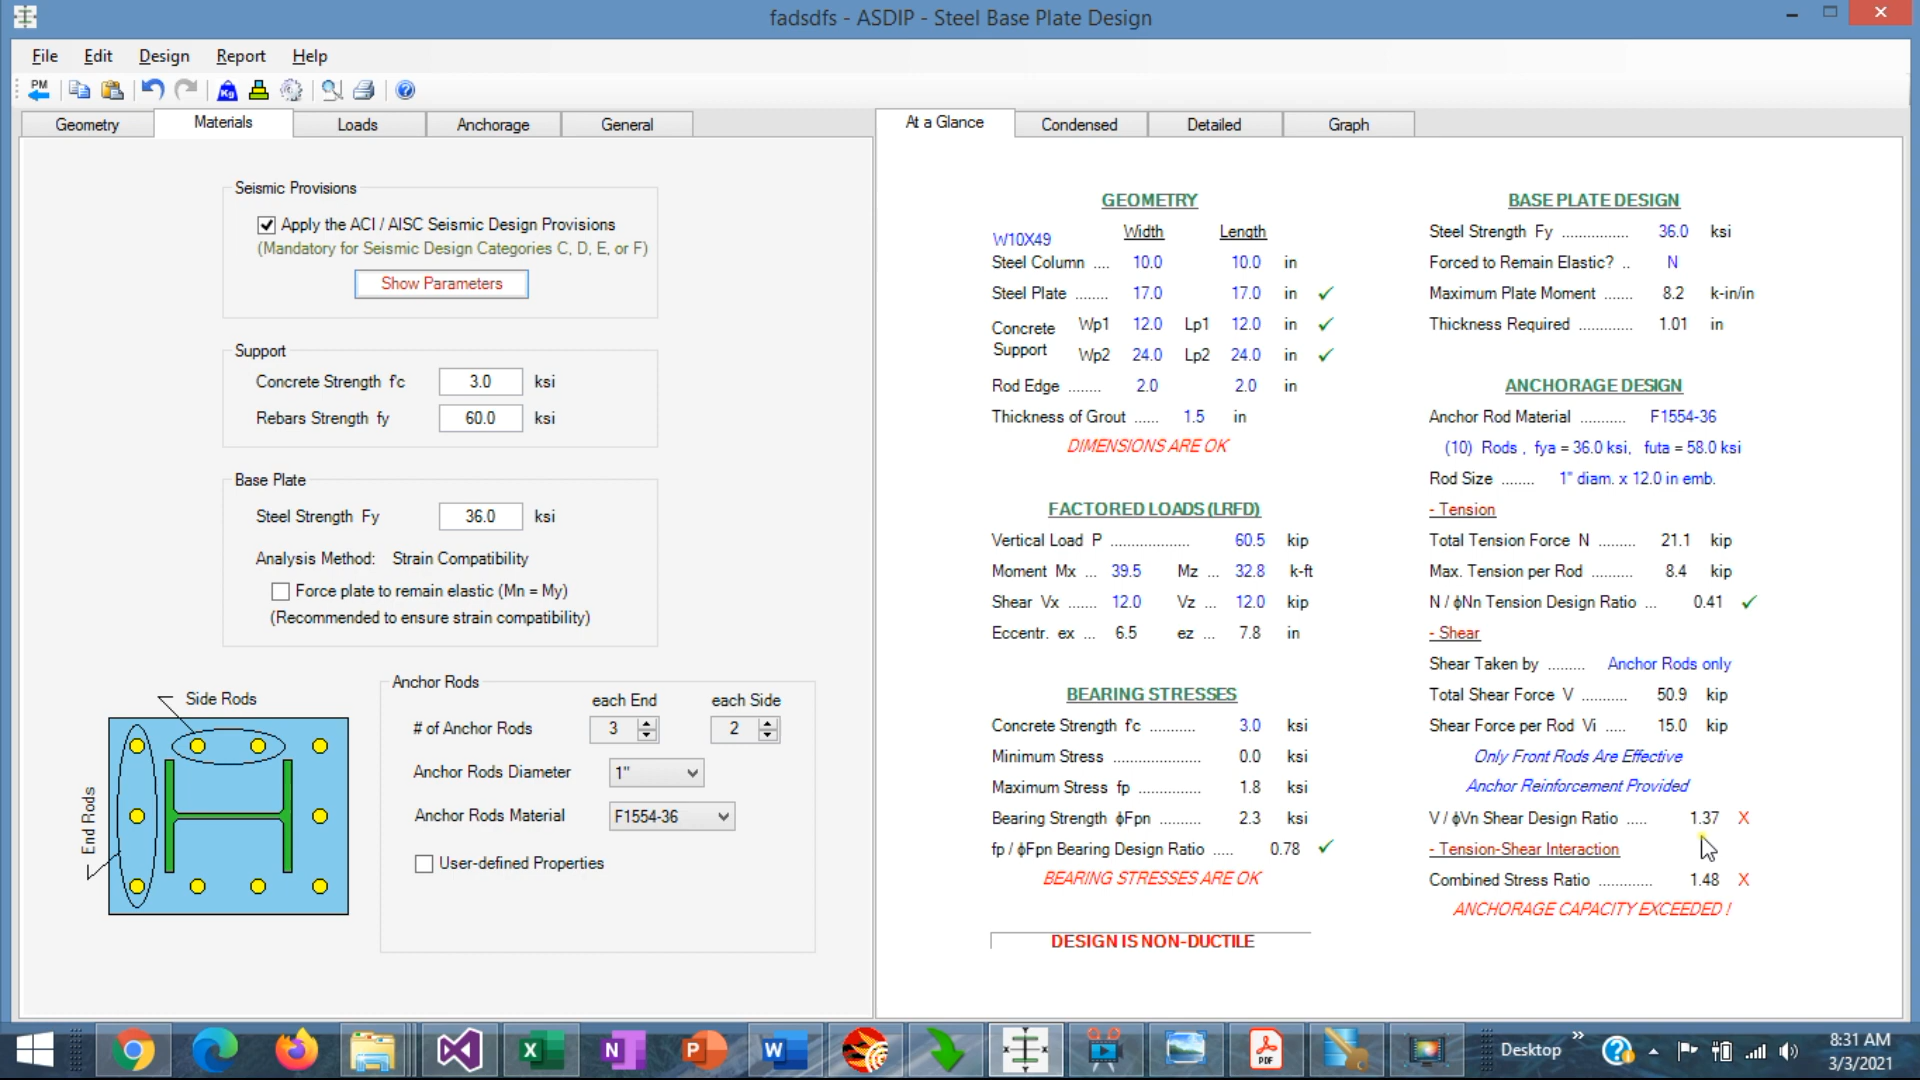 fadsdfs - ASDIP - Steel Base Plate Design
File Edit Design Report Help
PM Kg
Geometry Materials Loads Anchorage General
Seismic Provisions
Apply the ACI / AISC Seismic Design Provisions
(Mandatory for Seismic Design Categories C, D, E, or F)
Show Parameters
Support
Concrete Strength f'c 3.0 ksi
Rebars Strength fy 60.0 ksi
Base Plate
Steel Strength Fy 36.0 ksi
Analysis Method: Strain Compatibility
Force plate to remain elastic (Mn = My)
(Recommended to ensure strain compatibility)
Side Rods
End Rods
Anchor Rods
each End each Side
# of Anchor Rods 3 2
Anchor Rods Diameter 1"
Anchor Rods Material F1554-36
User-defined Properties
At a Glance Condensed Detailed Graph
GEOMETRY
W10X49 Width Length
Steel Column .... 10.0 10.0 in
Steel Plate ........ 17.0 17.0 in ✓
Concrete Support Wp1 12.0 Lp1 12.0 in ✓
Wp2 24.0 Lp2 24.0 in ✓
Rod Edge ........ 2.0 2.0 in
Thickness of Grout ...... 1.5 in
DIMENSIONS ARE OK
FACTORED LOADS (LRFD)
Vertical Load P .................. 60.5 kip
Moment Mx ... 39.5 Mz ... 32.8 k-ft
Shear Vx ....... 12.0 Vz ... 12.0 kip
Eccentr. ex ... 6.5 ez ... 7.8 in
BEARING STRESSES
Concrete Strength f'c ........... 3.0 ksi
Minimum Stress ..................... 0.0 ksi
Maximum Stress fp ............... 1.8 ksi
Bearing Strength ϕFpn .......... 2.3 ksi
fp / ϕFpn Bearing Design Ratio ..... 0.78 ✓
BEARING STRESSES ARE OK
DESIGN IS NON-DUCTILE
BASE PLATE DESIGN
Steel Strength Fy ................ 36.0 ksi
Forced to Remain Elastic? .. N
Maximum Plate Moment ....... 8.2 k-in/in
Thickness Required ............. 1.01 in
ANCHORAGE DESIGN
Anchor Rod Material ........... F1554-36
(10) Rods , fya = 36.0 ksi, futa = 58.0 ksi
Rod Size ........ 1" diam. x 12.0 in emb.
- Tension
Total Tension Force N ......... 21.1 kip
Max. Tension per Rod .......... 8.4 kip
N / ϕNn Tension Design Ratio ... 0.41 ✓
- Shear
Shear Taken by ......... Anchor Rods only
Total Shear Force V ........... 50.9 kip
Shear Force per Rod Vi ..... 15.0 kip
Only Front Rods Are Effective
Anchor Reinforcement Provided
V / ϕVn Shear Design Ratio ..... 1.37 X
- Tension-Shear Interaction
Combined Stress Ratio ............. 1.48 X
ANCHORAGE CAPACITY EXCEEDED !
Desktop
8:31 AM
3/3/2021